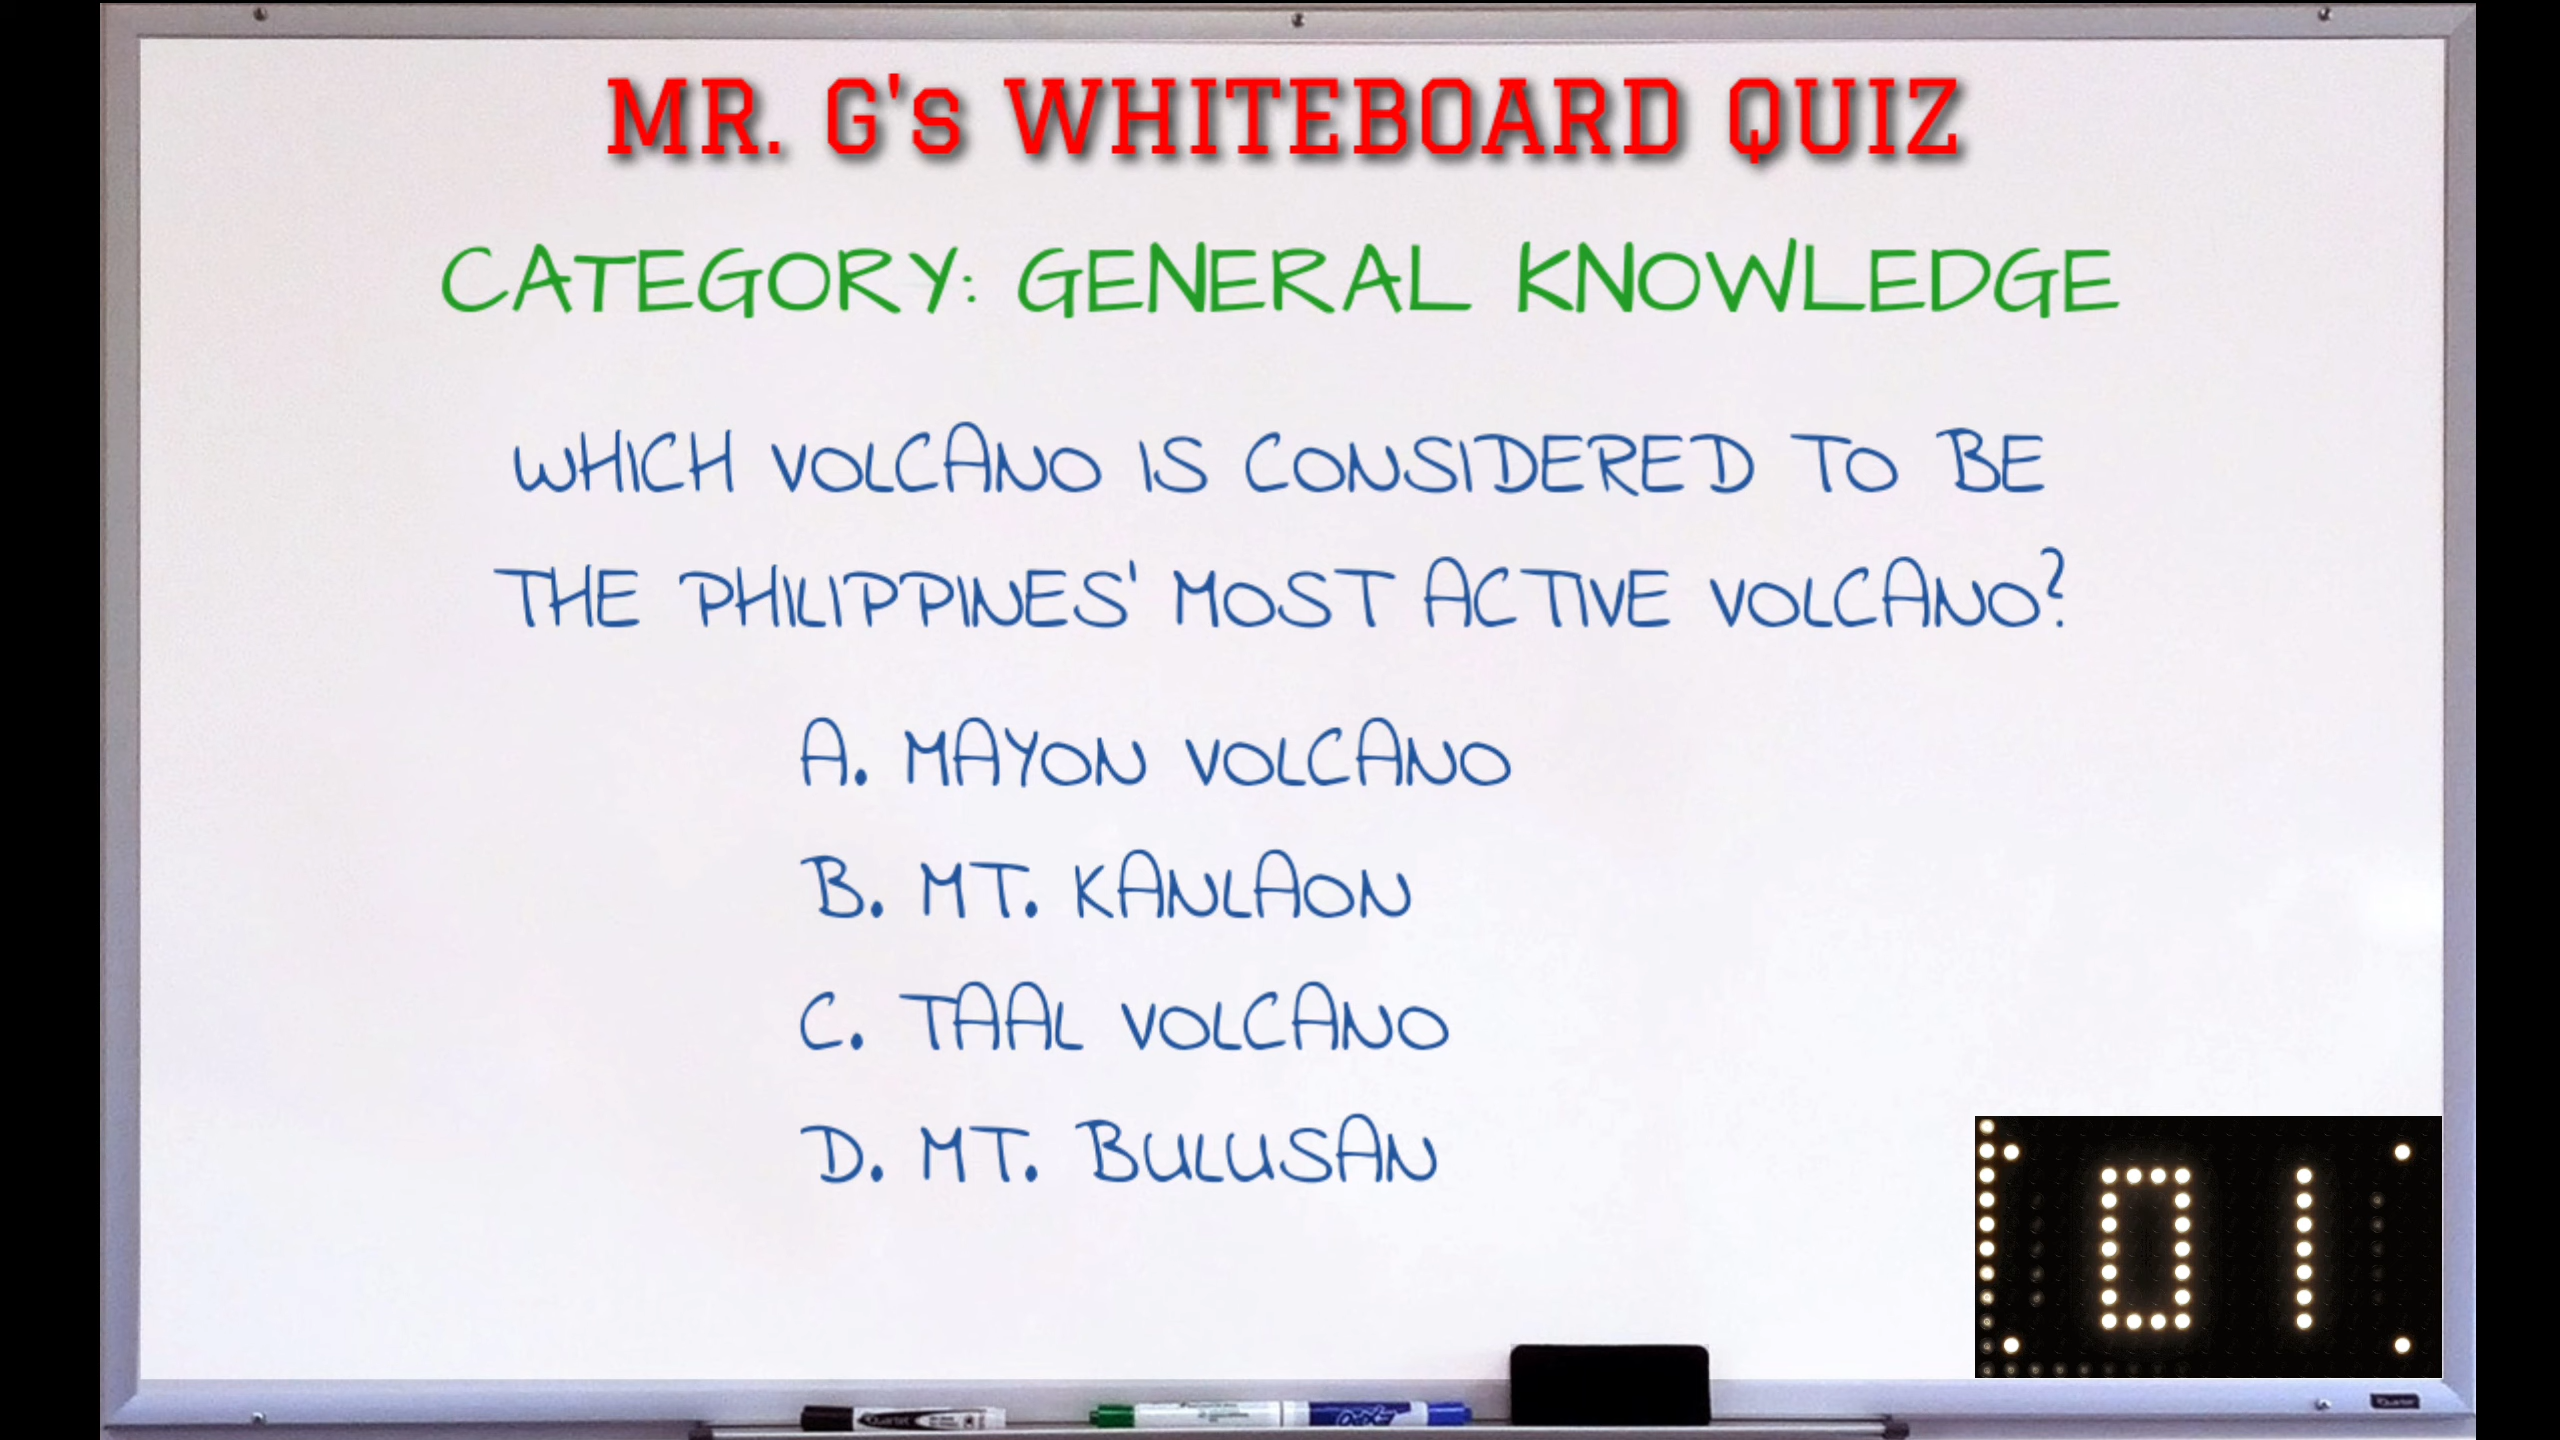 MR. G's WHITEBOARD QUIZ
CATEGORY: GENERAL KNOWLEDGE
WHICH VOLCANO IS CONSIDERED TO BE
THE PHILIPPINES' MOST ACTIVE VOLCANO?
A. MAYON VOLCANO
B. MT. KANLAON
C. TAAL VOLCANO
D. MT. BULUSAN
01
Quartet